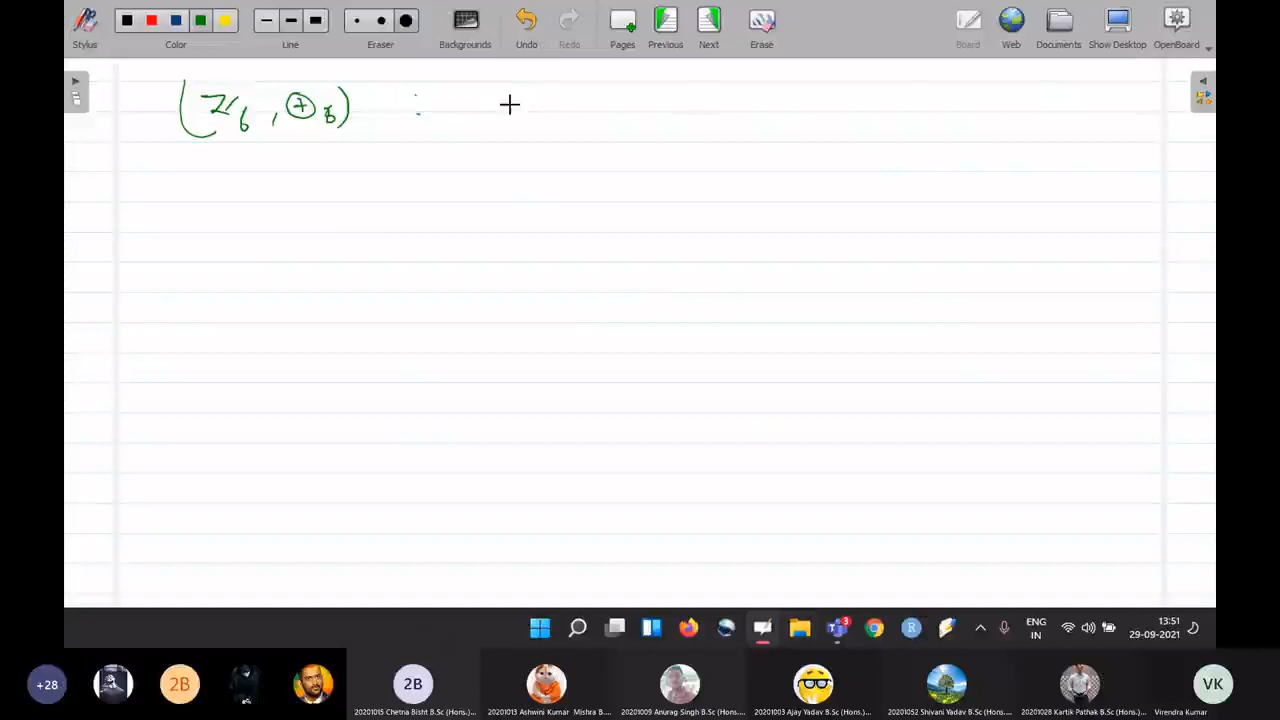 Stylus Color Line Eraser Backgrounds Undo Redo Pages Previous Next Erase Board Web Documents Show Desktop OpenBoard
(Z6, ⊕6) :
ENG
IN
13:51
29-09-2021
3
+28 2B 2B VK
20201015 Chetna Bisht B.Sc (Hons.)... 20201013 Ashwini Kumar Mishra B.... 20201009 Anurag Singh B.Sc (Hons.)... 20201003 Ajay Yadav B.Sc (Hons.)... 20201052 Shivani Yadav B.Sc (Hon... 20201028 Kartik Pathak B.Sc (Hons.)... Virendra Kumar